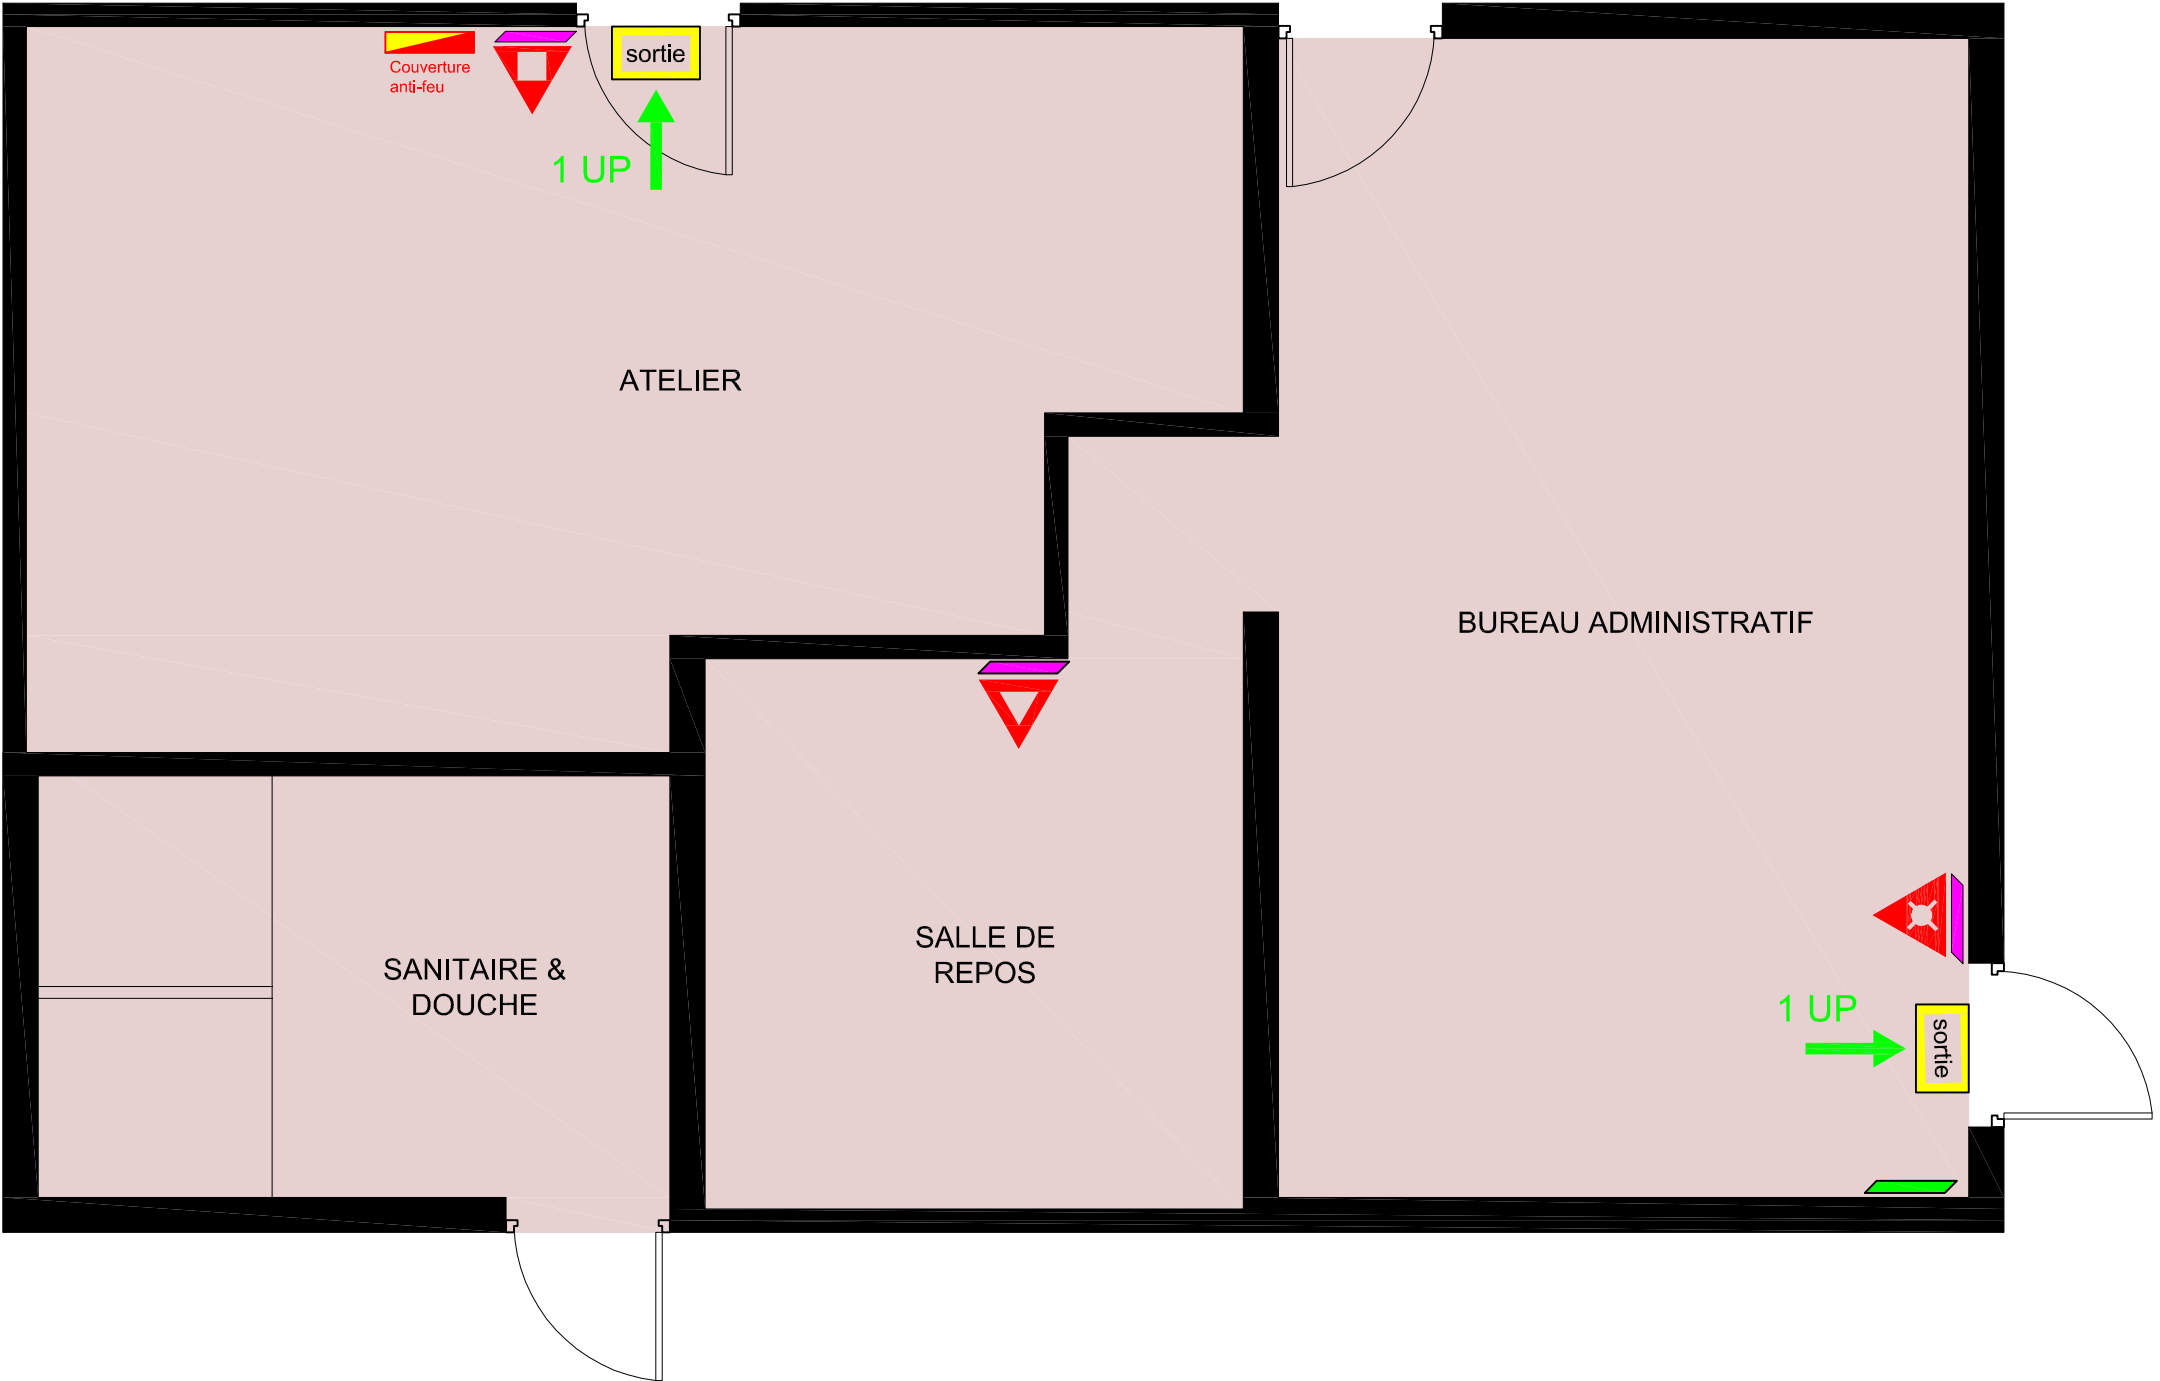 Couverture
anti-feu
sortie
1 UP
ATELIER
BUREAU ADMINISTRATIF
SALLE DE
REPOS
SANITAIRE &
DOUCHE
1 UP
sortie